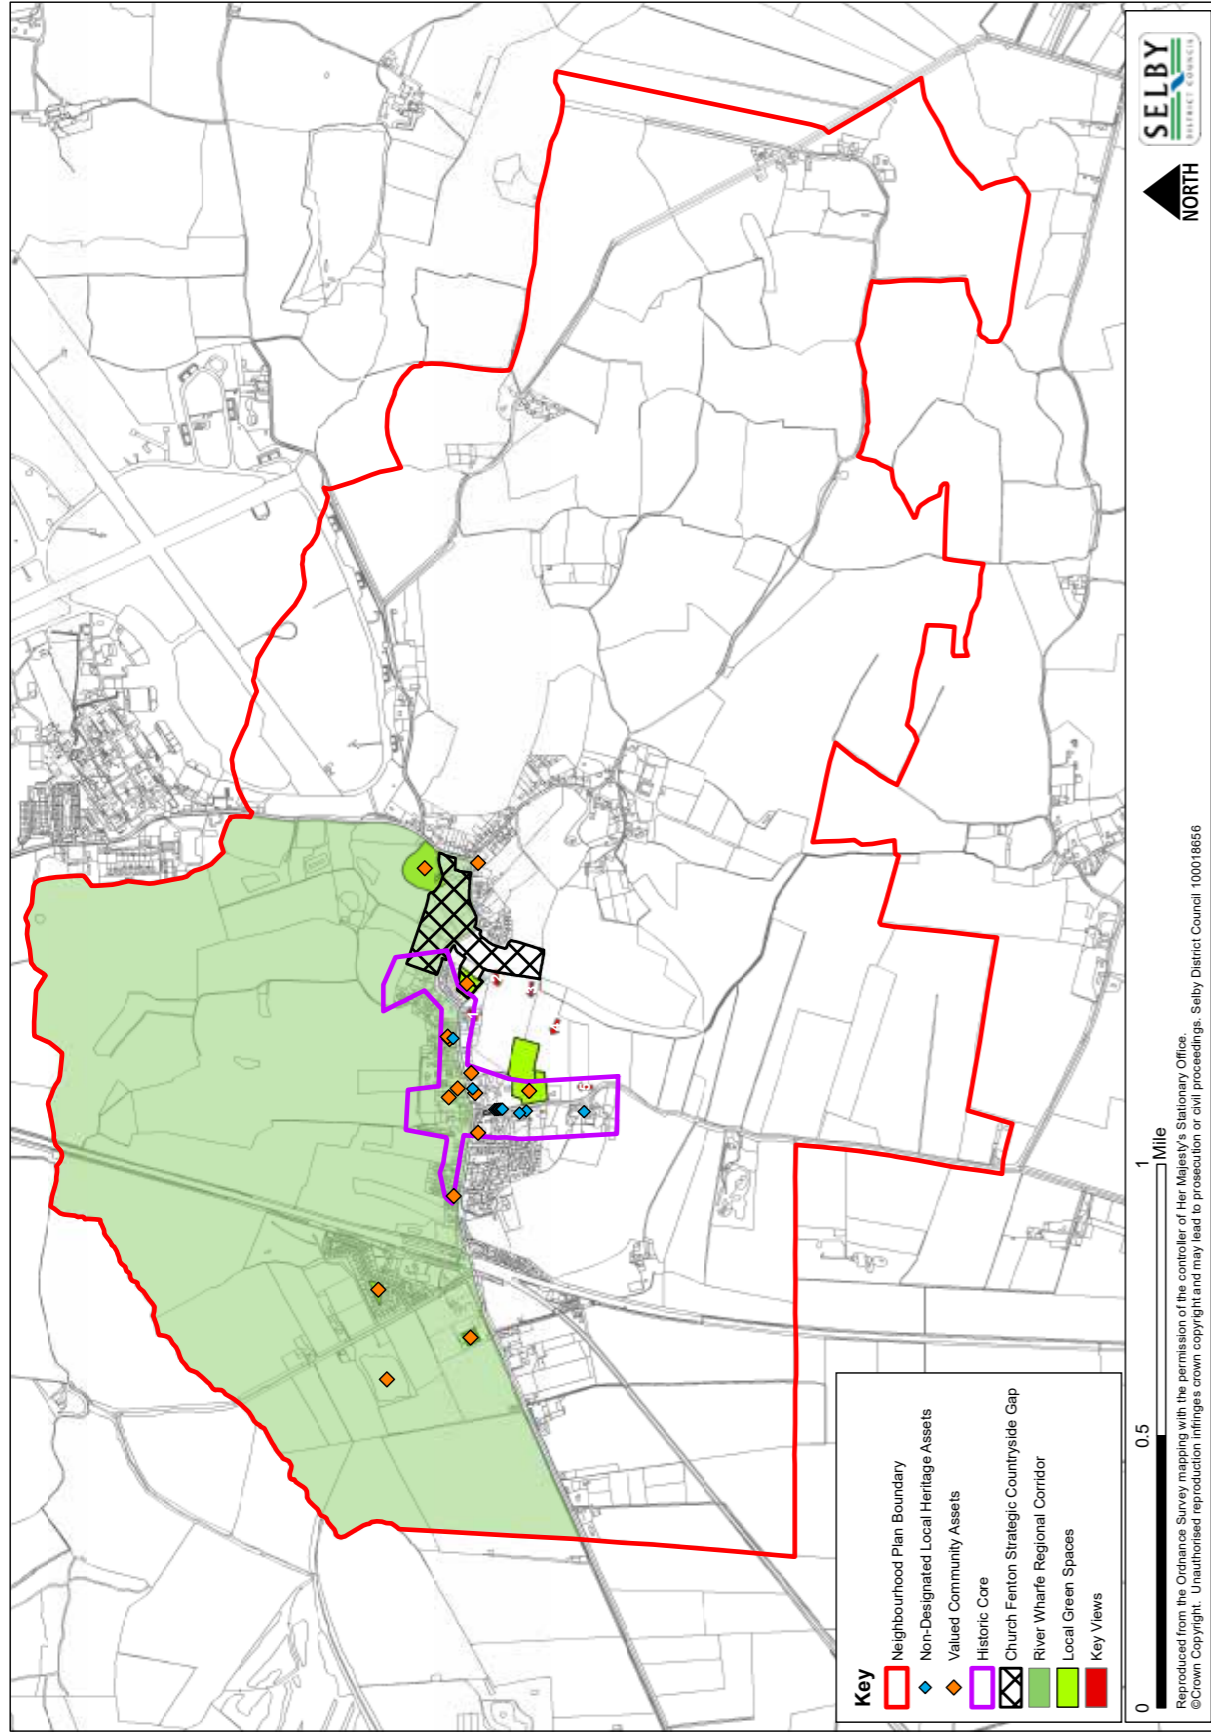 SELBY
DISTRICT COUNCIL
NORTH
Key
Neighbourhood Plan Boundary
Non-Designated Local Heritage Assets
Valued Community Assets
Historic Core
Church Fenton Strategic Countryside Gap
River Wharfe Regional Corridor
Local Green Spaces
Key Views
0
0.5
1
Mile
Reproduced from the Ordnance Survey mapping with the permission of the controller of Her Majesty's Stationary Office.
©Crown Copyright. Unauthorised reproduction infringes crown copyright and may lead to prosecution or civil proceedings. Selby District Council 100018656